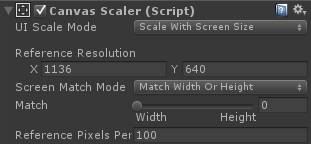 Canvas Scaler (Script)
UI Scale Mode Scale With Screen Size
Reference Resolution
X 1136 Y 640
Screen Match Mode Match Width Or Height
Match 0
Width Height
Reference Pixels Per 100